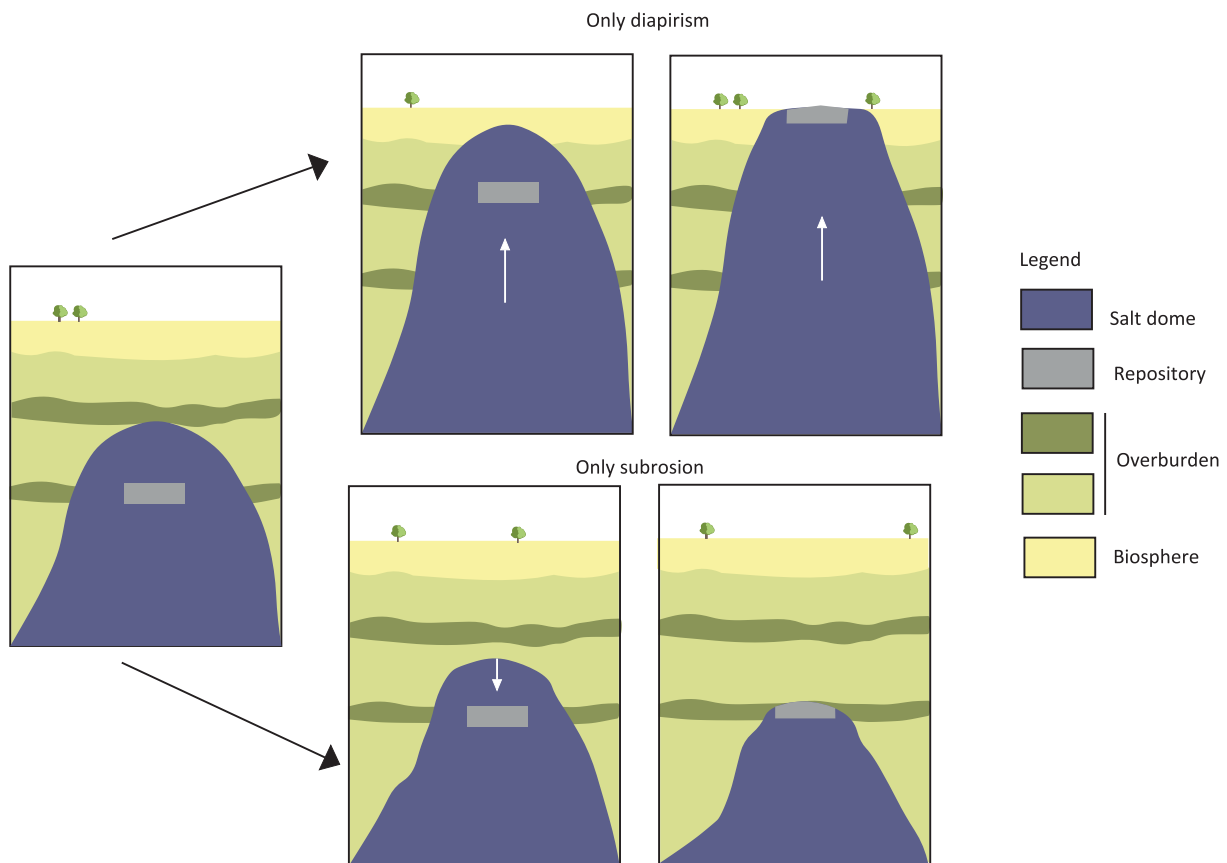 Only diapirism
Only subrosion
Legend
Salt dome
Repository
Overburden
Biosphere